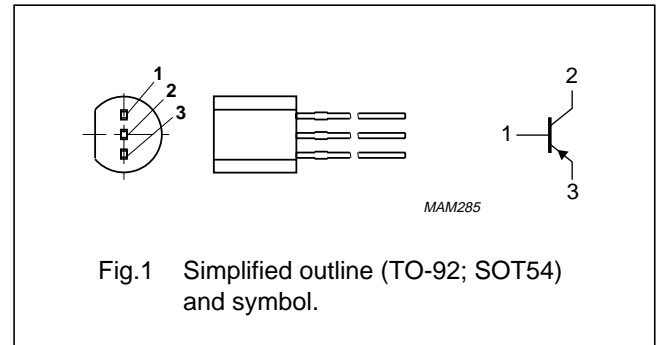 1
2
3
2
1
3
MAM285
Fig.1 Simplified outline (TO-92; SOT54)
and symbol.